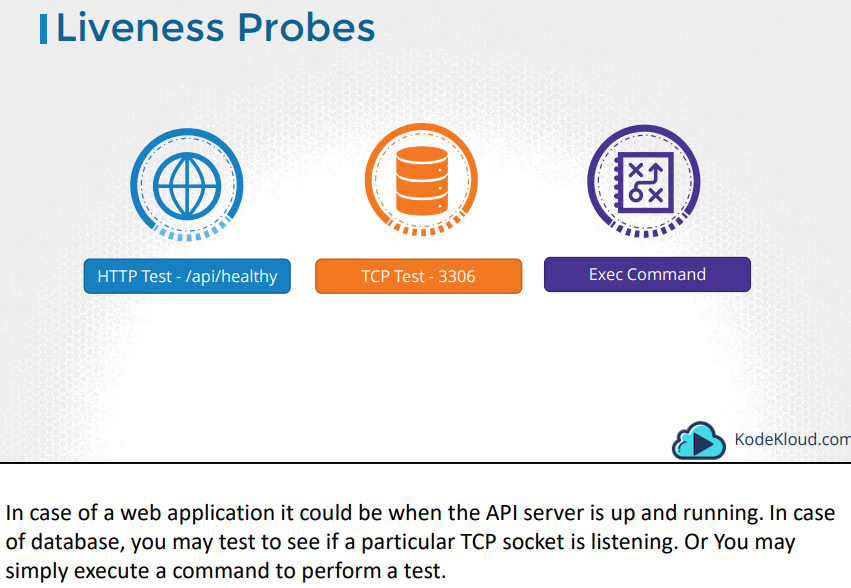 Liveness Probes
HTTP Test - /api/healthy
TCP Test - 3306
Exec Command
KodeKloud.com
In case of a web application it could be when the API server is up and running. In case
of database, you may test to see if a particular TCP socket is listening. Or You may
simply execute a command to perform a test.